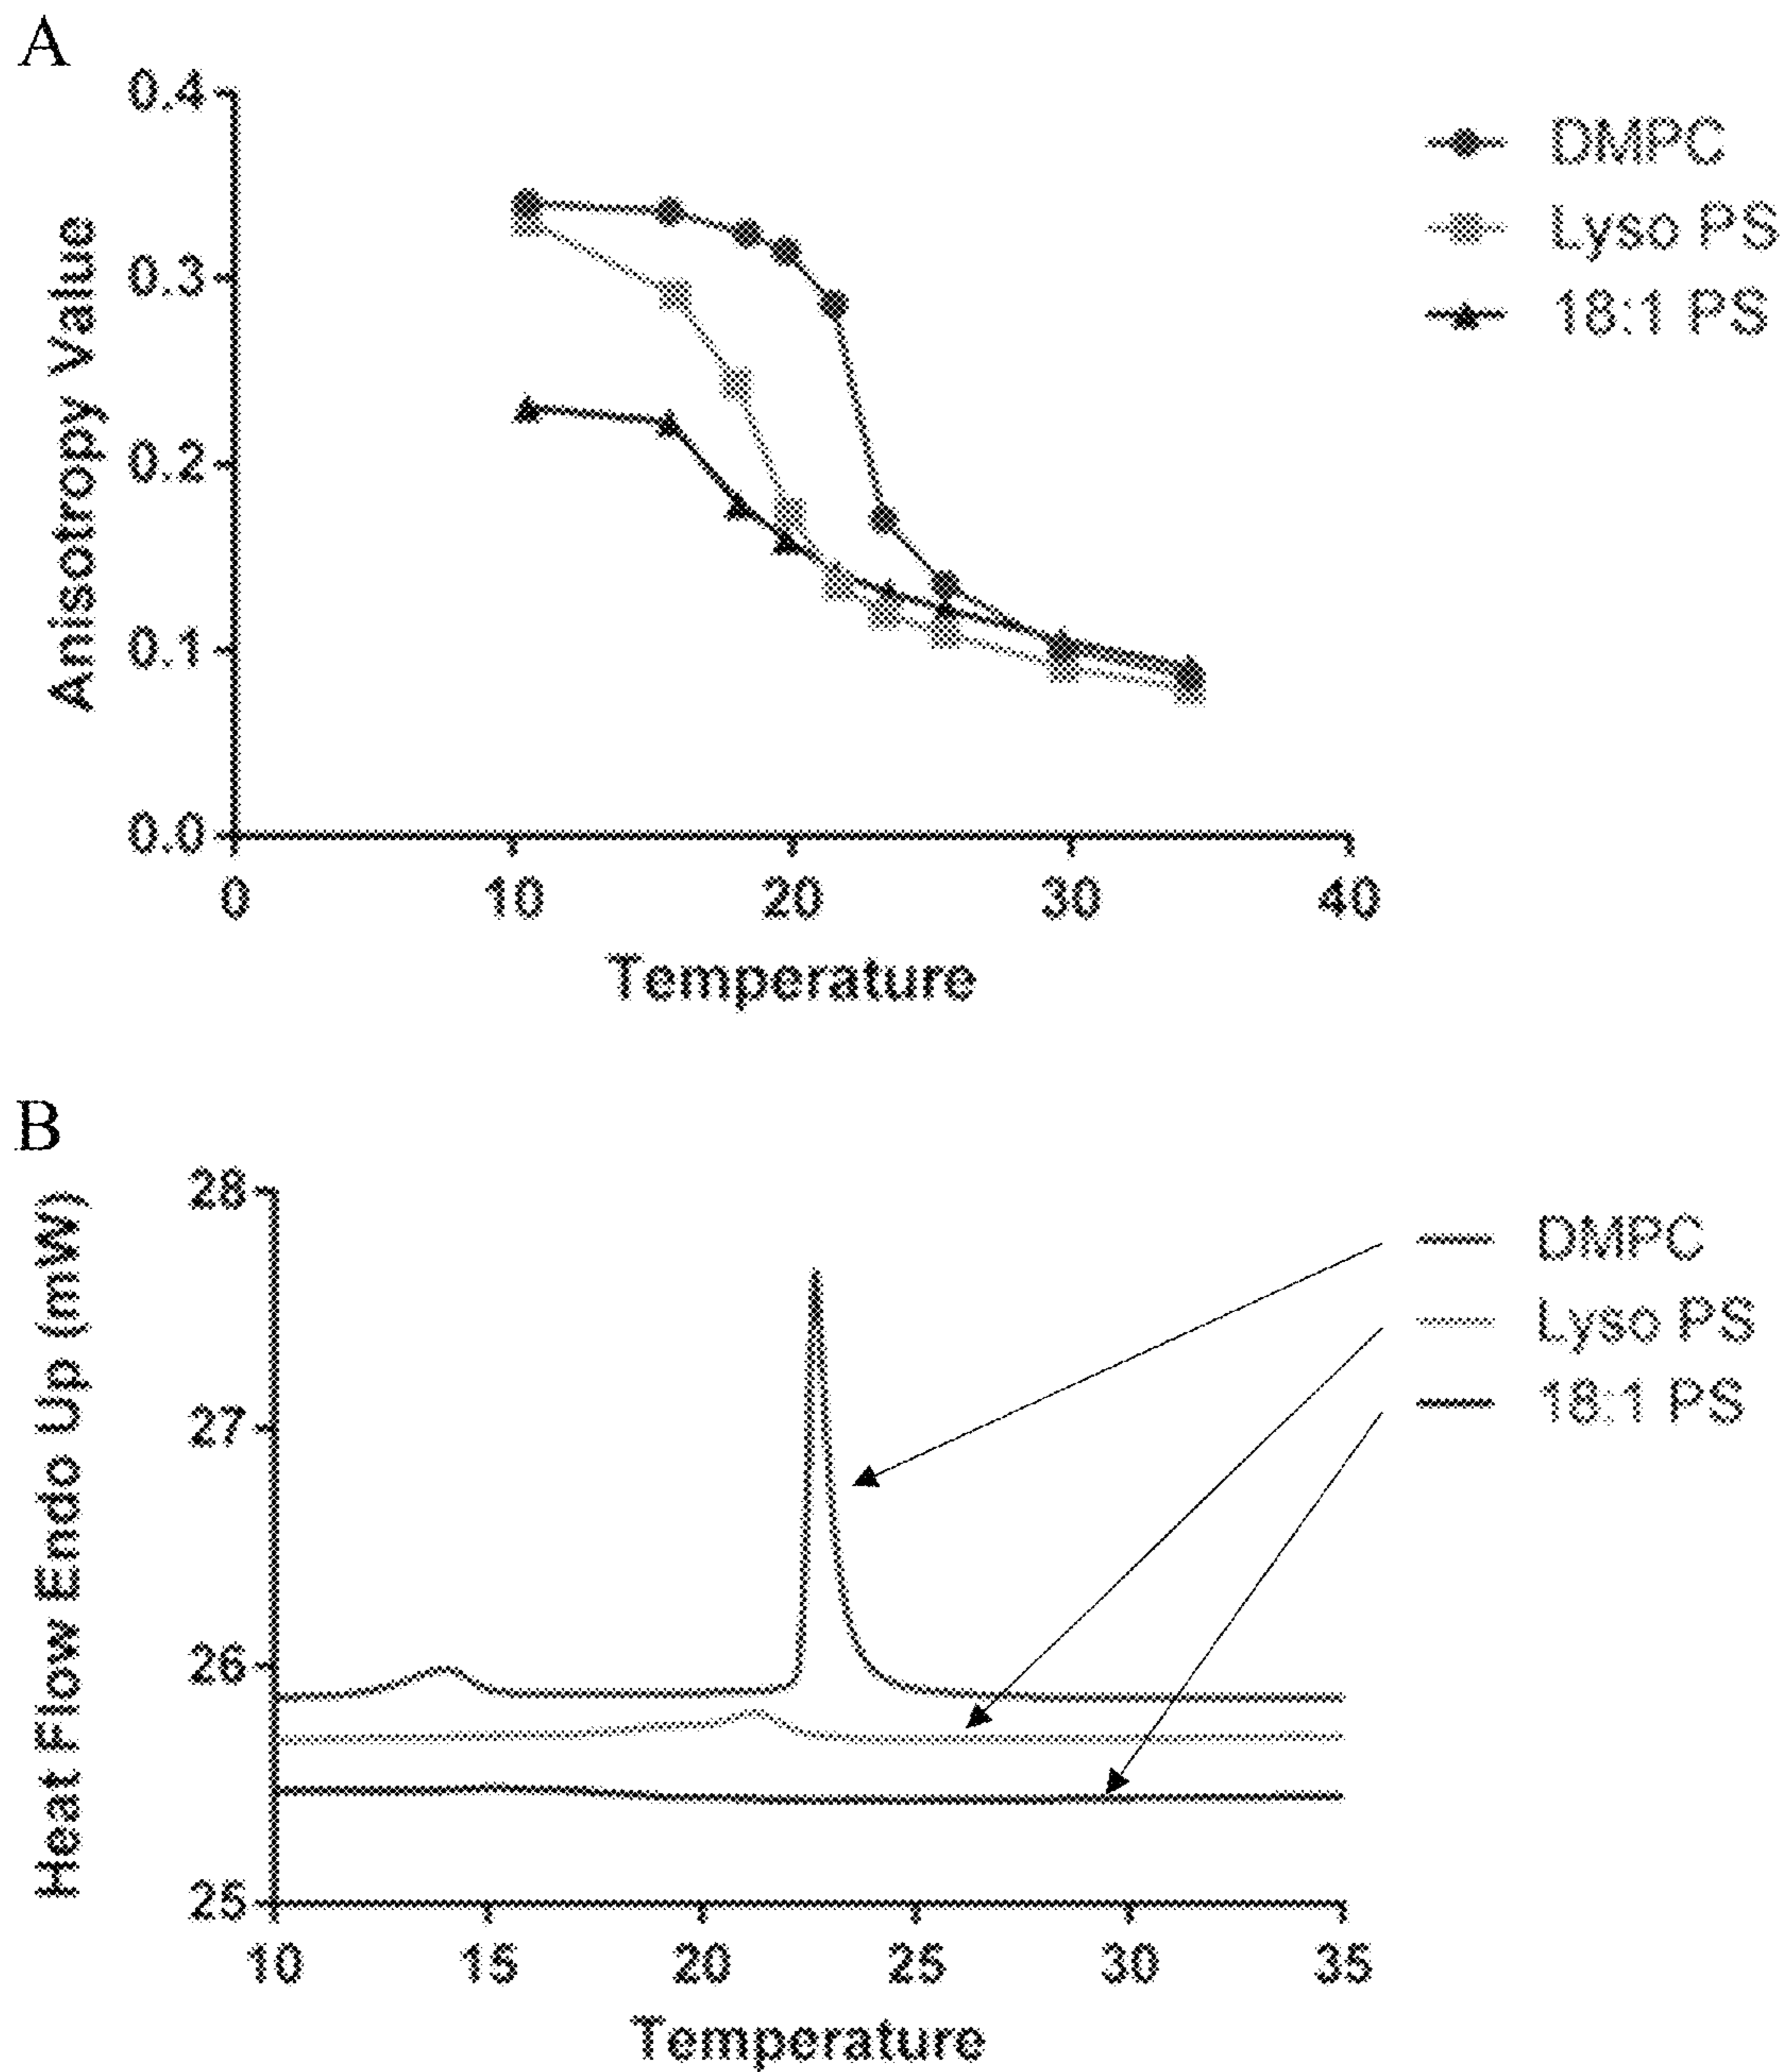 A
0.4
0.3
0.2
0.1
0.0
Anisotropy Value
0
10
20
30
40
Temperature
DMPC
Lyso PS
18:1 PS
B
28
27
26
25
Heat Flow Endo Up (mW)
10
15
20
25
30
35
Temperature
DMPC
Lyso PS
18:1 PS